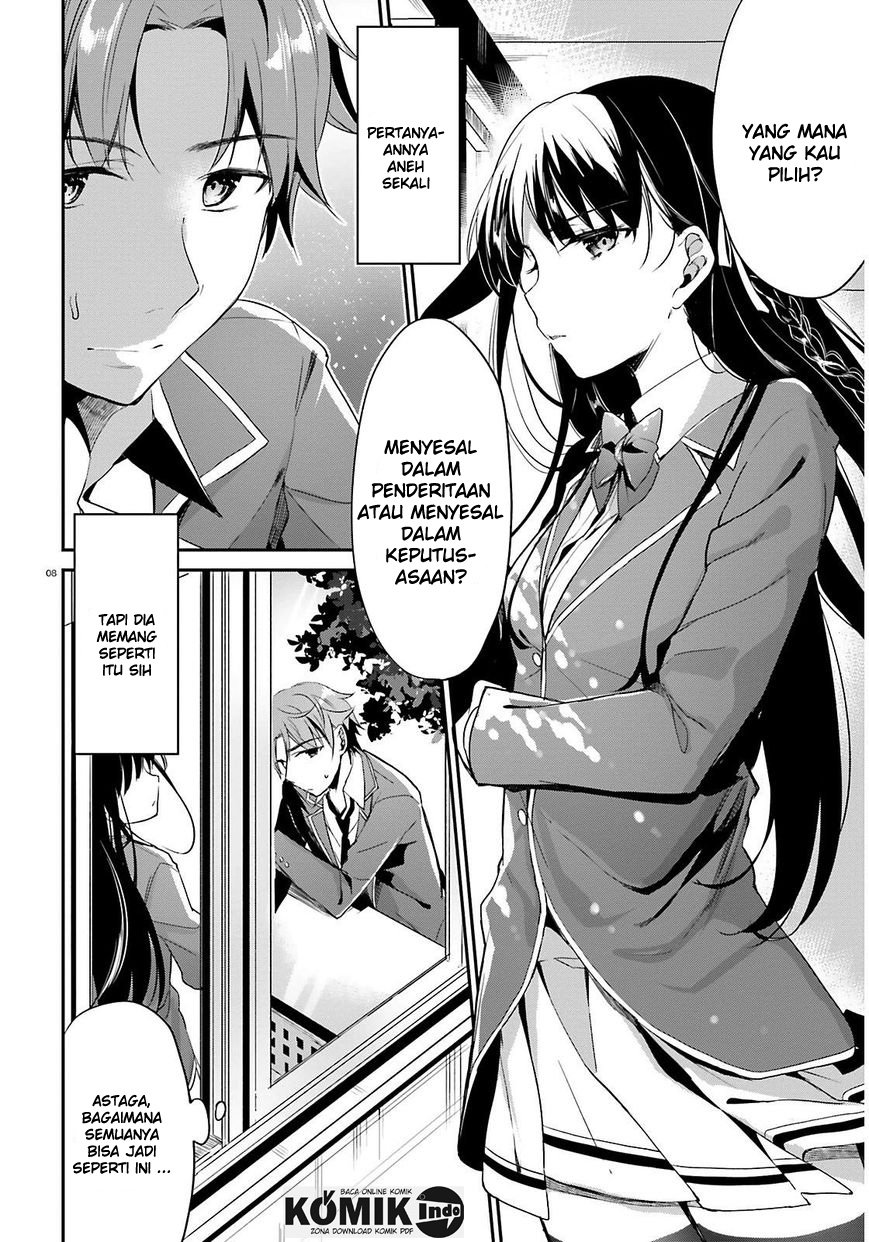 YANG MANA
YANG KAU
PILIH?
MENYESAL
DALAM
PENDERITAAN
ATAU MENYESAL
DALAM
KEPUTUS-
ASAAN?
PERTANYA-
ANNYA
ANEH
SEKALI
TAPI DIA
MEMANG
SEPERTI
ITU SIH
08
ASTAGA,
BAGAIMANA
SEMUANYA
BISA JADI
SEPERTI INI ...
BACA ONLINE KOMIK
KOMIK Indo
ZONA DOWNLOAD KOMIK PDF